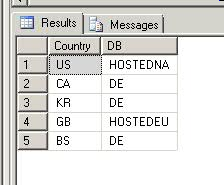 Results Messages
Country DB
1 US HOSTEDNA
2 CA DE
3 KR DE
4 GB HOSTEDEU
5 BS DE